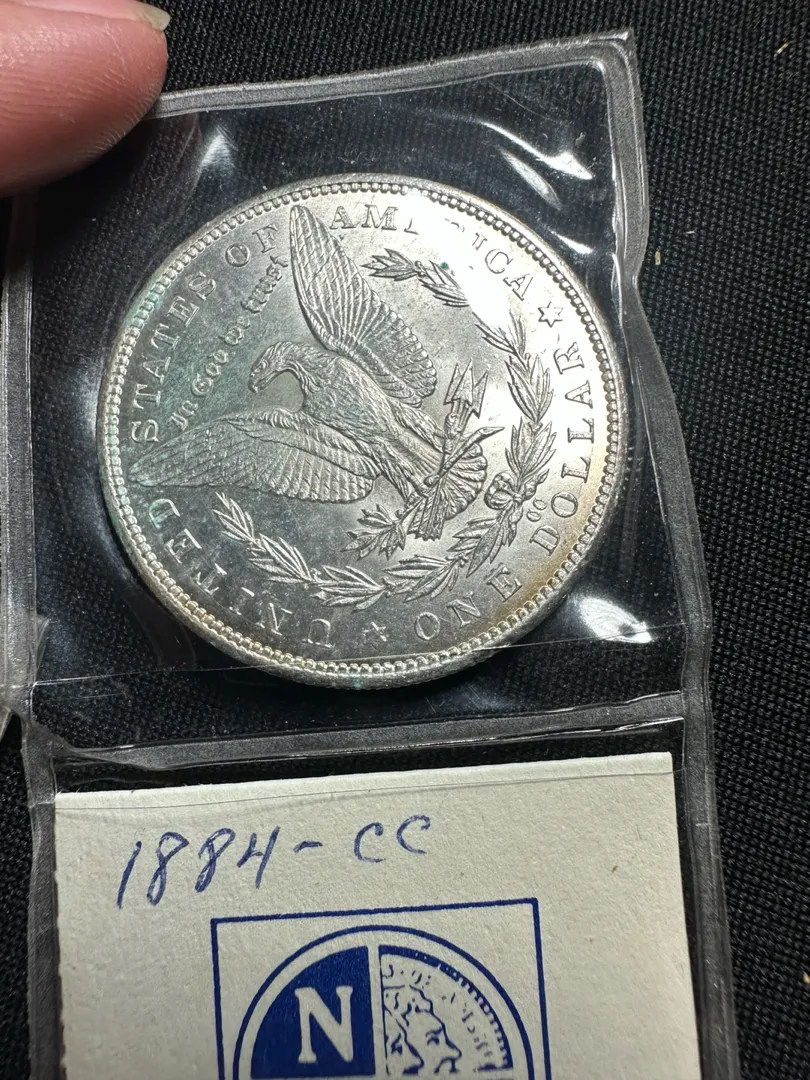 UNITED STATES OF AMERICA
In God we trust
CC
ONE DOLLAR
1884-CC
N